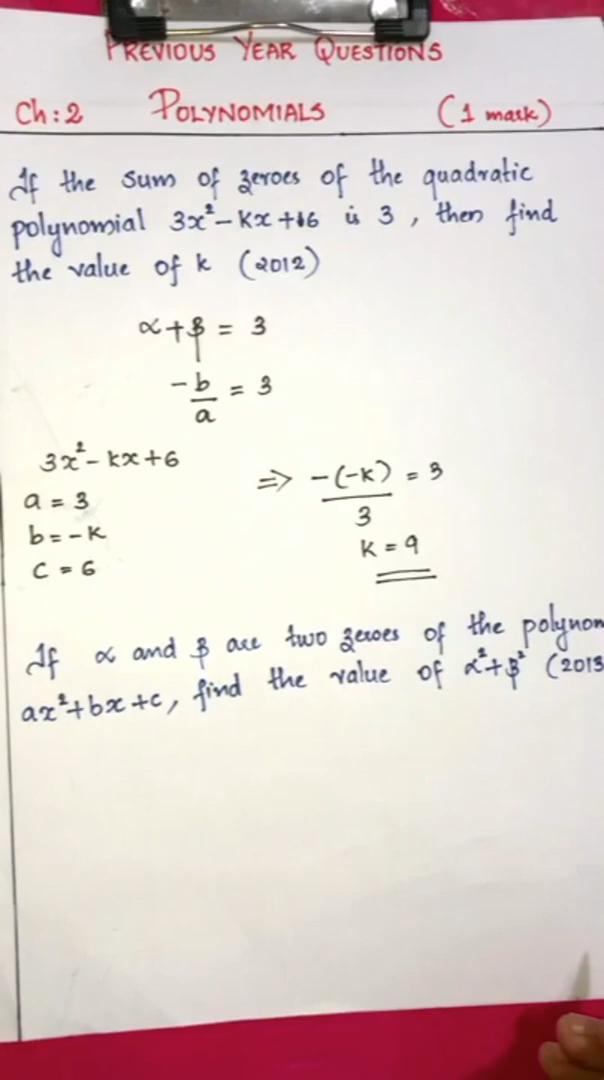 PREVIOUS YEAR QUESTIONS
Ch:2 POLYNOMIALS (1 mark)
If the sum of zeroes of the quadratic
polynomial 3x²-kx+6 is 3, then find
the value of k (2012)
α+β = 3
-b/a = 3
3x²-kx+6
a = 3
b = -k
c = 6
=> -(-k)/3 = 3
k = 9
If α and β are two zeroes of the polynom
ax²+bx+c, find the value of α²+β² (2013